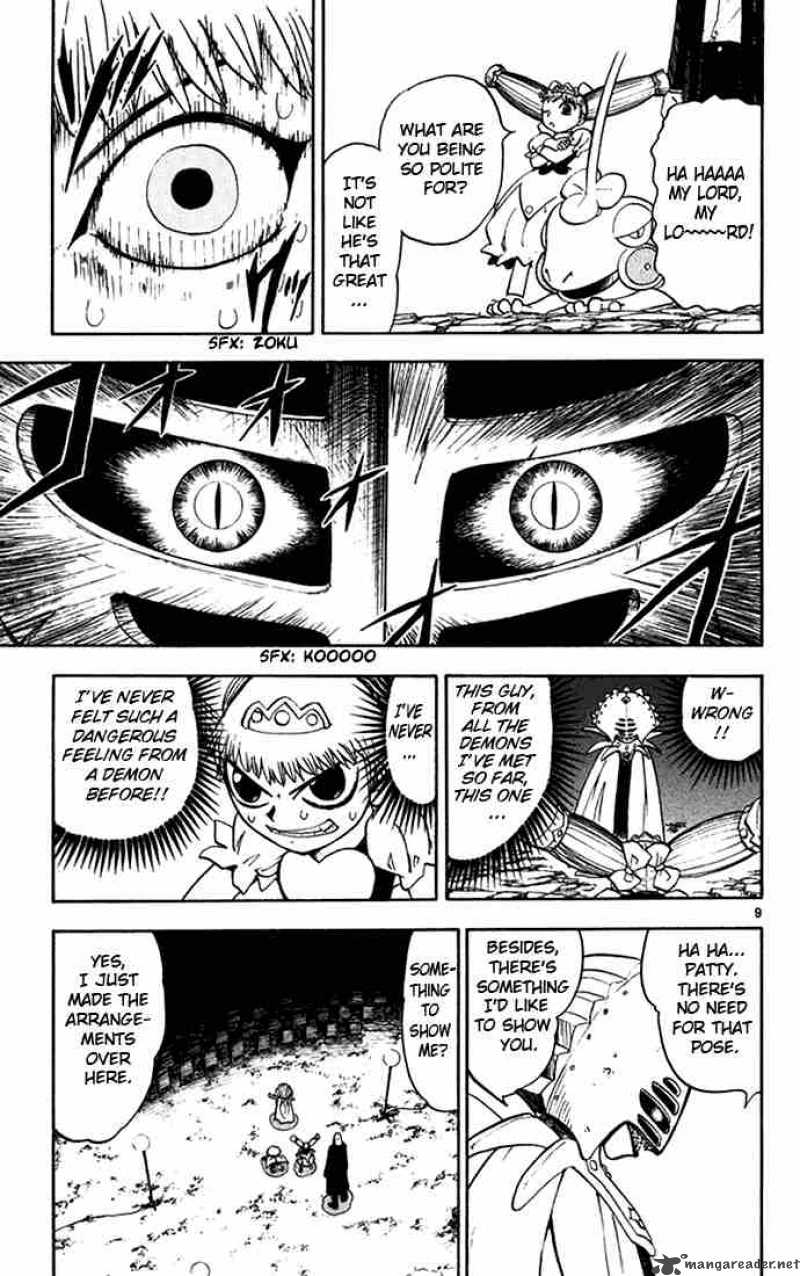 HA HAAAA
MY LORD,
MY
LO~~~~~RD!
WHAT ARE
YOU BEING
SO POLITE
FOR?
IT'S
NOT
LIKE
HE'S
THAT
GREAT
...
SFX: ZOKU
SFX: KOOOOO
W-
WRONG
!!
THIS GUY,
FROM
ALL THE
DEMONS
I'VE MET
SO FAR,
THIS ONE
...
I'VE
NEVER
...
I'VE NEVER
FELT SUCH A
DANGEROUS
FEELING FROM
A DEMON
BEFORE!!
9
HA HA...
PATTY.
THERE'S
NO NEED
FOR THAT
POSE.
BESIDES,
THERE'S
SOMETHING
I'D LIKE
TO SHOW
YOU.
SOME-
THING
TO
SHOW
ME?
YES,
I JUST
MADE THE
ARRANGE-
MENTS
OVER
HERE.
mangareader.net